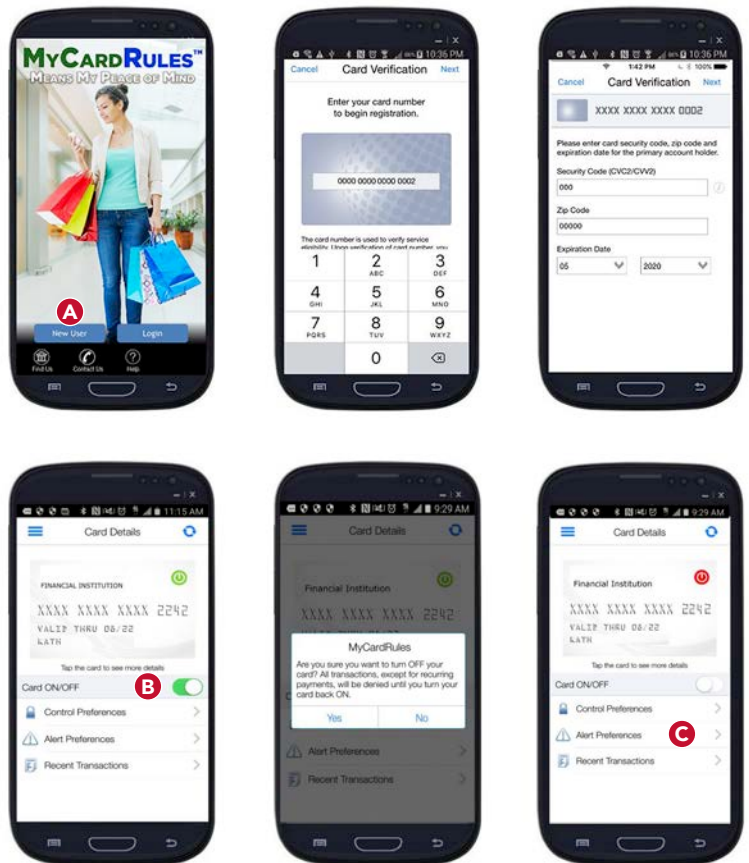 MYCARDRULES™
MEANS MY PEACE OF MIND
A
New User
Login
Find Us
Contact Us
Help
10:36 PM
Cancel
Card Verification
Next
Enter your card number
to begin registration.
0000 0000 0000 0002
The card number is used to verify service
eligibility. Upon verification of card number, you
1
2
ABC
3
DEF
4
GHI
5
JKL
6
MNO
7
PQRS
8
TUV
9
WXYZ
0
10:36 PM
1:42 PM
100%
Cancel
Card Verification
Next
XXXX XXXX XXXX 0002
Please enter card security code, zip code and
expiration date for the primary account holder.
Security Code (CVC2/CVV2)
000
Zip Code
00000
Expiration Date
05
2020
11:15 AM
Card Details
FINANCIAL INSTITUTION
XXXX XXXX XXXX 2242
VALID THRU 06/22
KATH
Tap the card to see more details
Card ON/OFF
B
Control Preferences
Alert Preferences
Recent Transactions
9:29 AM
Card Details
Financial Institution
XXXX XXXX XXXX 2242
MyCardRules
Are you sure you want to turn OFF your
card? All transactions, except for recurring
payments, will be denied until you turn your
card back ON.
Yes
No
Alert Preferences
Recent Transactions
9:29 AM
Card Details
Financial Institution
XXXX XXXX XXXX 2242
VALID THRU 06/22
KATH
Tap the card to see more details
Card ON/OFF
Control Preferences
Alert Preferences
C
Recent Transactions